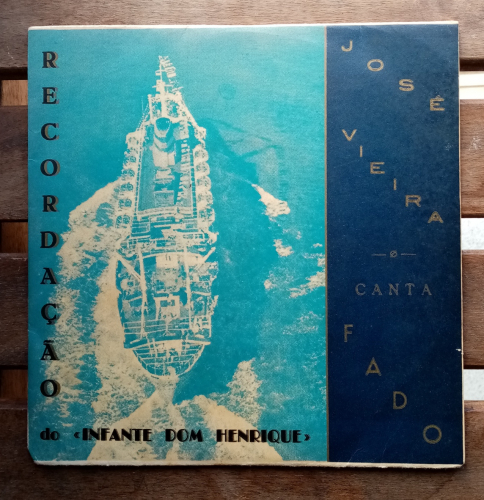 RECORDAÇÃO
do «INFANTE DOM HENRIQUE»
JOSÉ
VIEIRA
CANTA
FADO